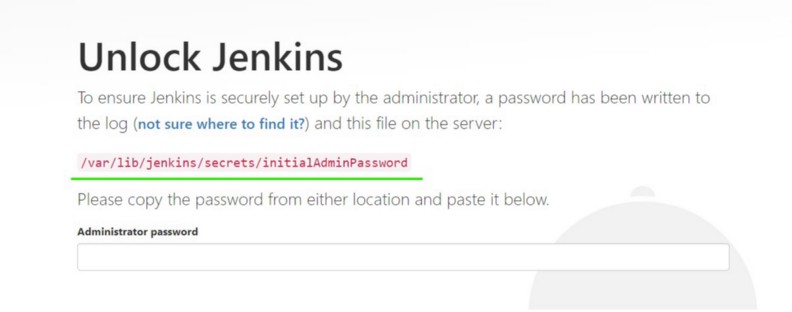 Unlock Jenkins
To ensure Jenkins is securely set up by the administrator, a password has been written to
the log (not sure where to find it?) and this file on the server:
/var/lib/jenkins/secrets/initialAdminPassword
Please copy the password from either location and paste it below.
Administrator password